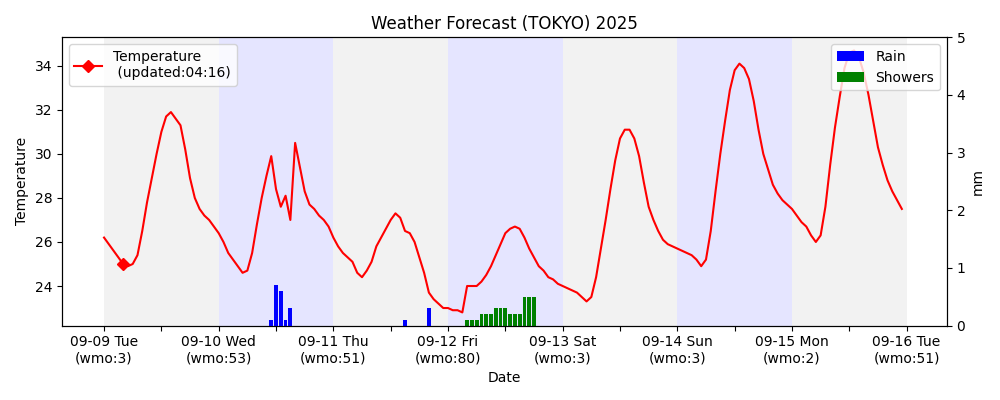 Weather Forecast (TOKYO) 2025
Temperature
(updated:04:16)
Rain
Showers
Temperature
34
32
30
28
26
24
5
4
3
2
1
0
mm
09-09 Tue
(wmo:3)
09-10 Wed
(wmo:53)
09-11 Thu
(wmo:51)
09-12 Fri
(wmo:80)
09-13 Sat
(wmo:3)
09-14 Sun
(wmo:3)
09-15 Mon
(wmo:2)
09-16 Tue
(wmo:51)
Date